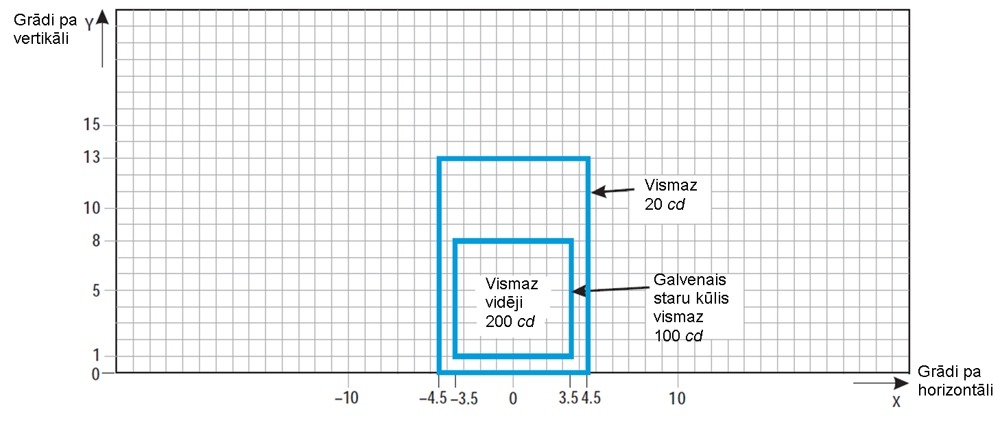 Grādi pa
vertikāli
Y
15
13
10
8
5
1
0
Vismaz
20 cd
Vismaz
vidēji
200 cd
Galvenais
staru kūlis
vismaz
100 cd
–10
–4.5
–3.5
0
3.5
4.5
10
X
Grādi pa
horizontāli